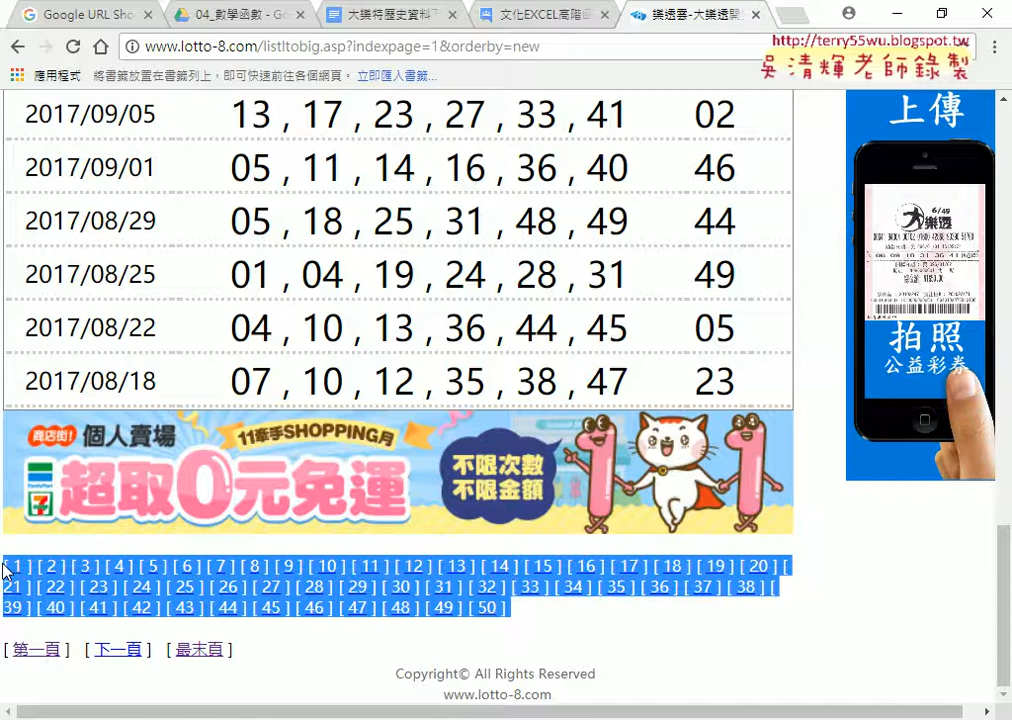 Google URL Sho
04_數學函數 - Go
大樂特歷史資料下
文化EXCEL高階函
樂透雲-大樂透開
www.lotto-8.com/listltobig.asp?indexpage=1&orderby=new
http://terry55wu.blogspot.tw
吳清輝老師錄製
應用程式 將書籤放置在書籤列上，即可快速前往各個網頁． 立即匯入書籤...
2017/09/05 13 , 17 , 23 , 27 , 33 , 41 02
2017/09/01 05 , 11 , 14 , 16 , 36 , 40 46
2017/08/29 05 , 18 , 25 , 31 , 48 , 49 44
2017/08/25 01 , 04 , 19 , 24 , 28 , 31 49
2017/08/22 04 , 10 , 13 , 36 , 44 , 45 05
2017/08/18 07 , 10 , 12 , 35 , 38 , 47 23
上傳
6/49
樂透
拍照
公益彩券
商店街! 個人賣場 11牽手SHOPPING月
超取0元免運
FamilyMart
不限次數
不限金額
[ 1 ] [ 2 ] [ 3 ] [ 4 ] [ 5 ] [ 6 ] [ 7 ] [ 8 ] [ 9 ] [ 10 ] [ 11 ] [ 12 ] [ 13 ] [ 14 ] [ 15 ] [ 16 ] [ 17 ] [ 18 ] [ 19 ] [ 20 ] [
21 ] [ 22 ] [ 23 ] [ 24 ] [ 25 ] [ 26 ] [ 27 ] [ 28 ] [ 29 ] [ 30 ] [ 31 ] [ 32 ] [ 33 ] [ 34 ] [ 35 ] [ 36 ] [ 37 ] [ 38 ] [
39 ] [ 40 ] [ 41 ] [ 42 ] [ 43 ] [ 44 ] [ 45 ] [ 46 ] [ 47 ] [ 48 ] [ 49 ] [ 50 ]
[ 第一頁 ] [ 下一頁 ] [ 最末頁 ]
Copyright© All Rights Reserved
www.lotto-8.com